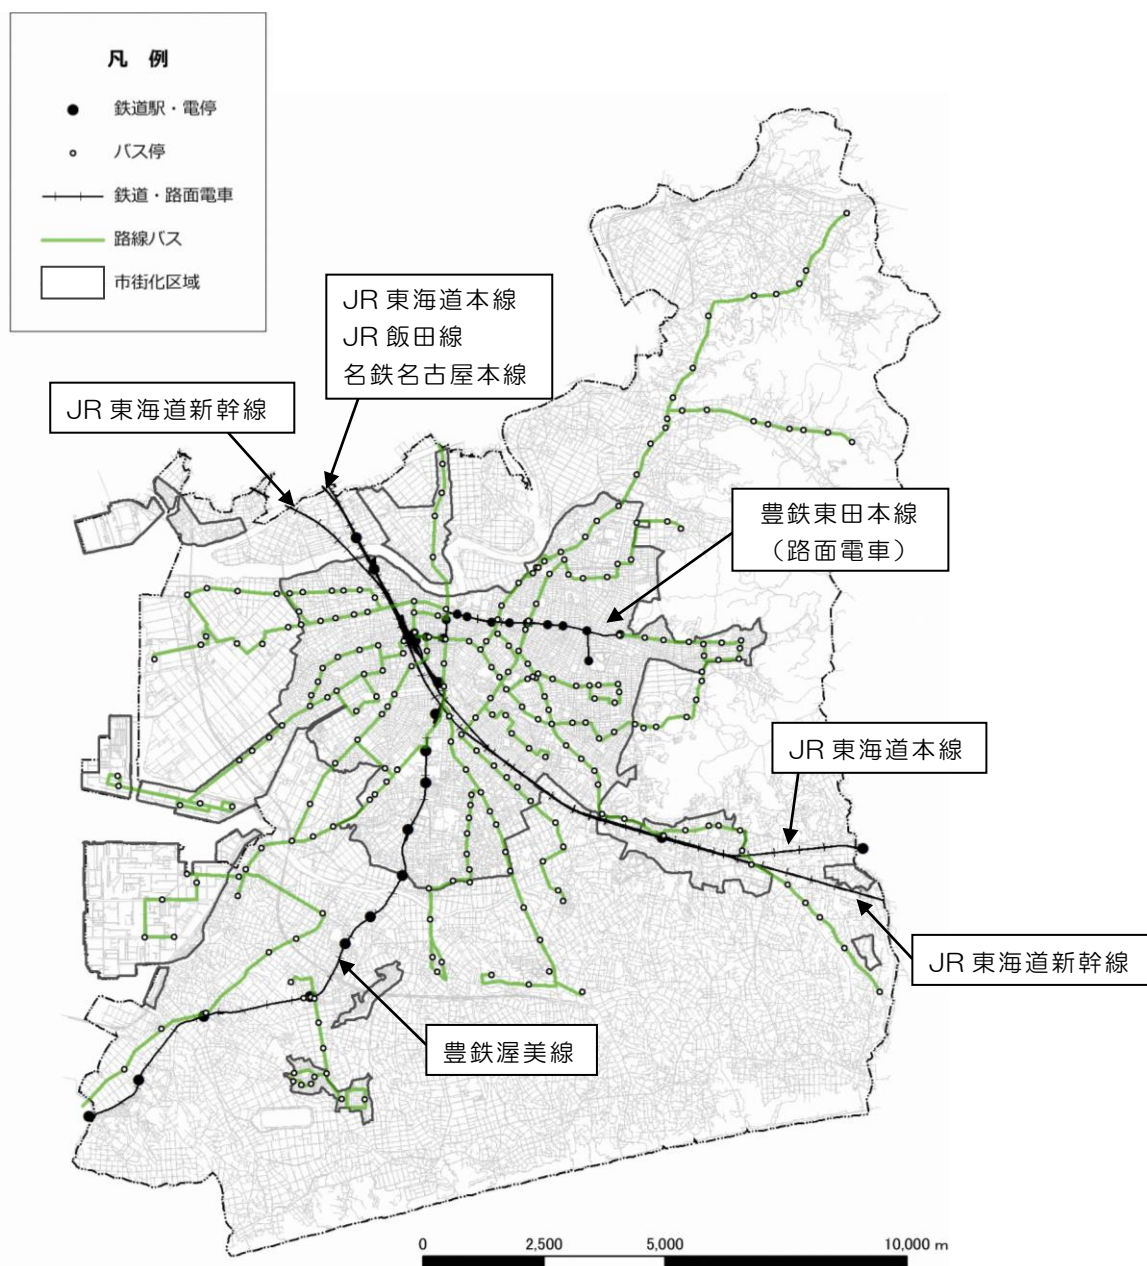 凡 例
鉄道駅・電停
バス停
鉄道・路面電車
路線バス
市街化区域
JR 東海道本線
JR 飯田線
名鉄名古屋本線
JR 東海道新幹線
豊鉄東田本線
（路面電車）
JR 東海道本線
JR 東海道新幹線
豊鉄渥美線
0 2,500 5,000 10,000 m